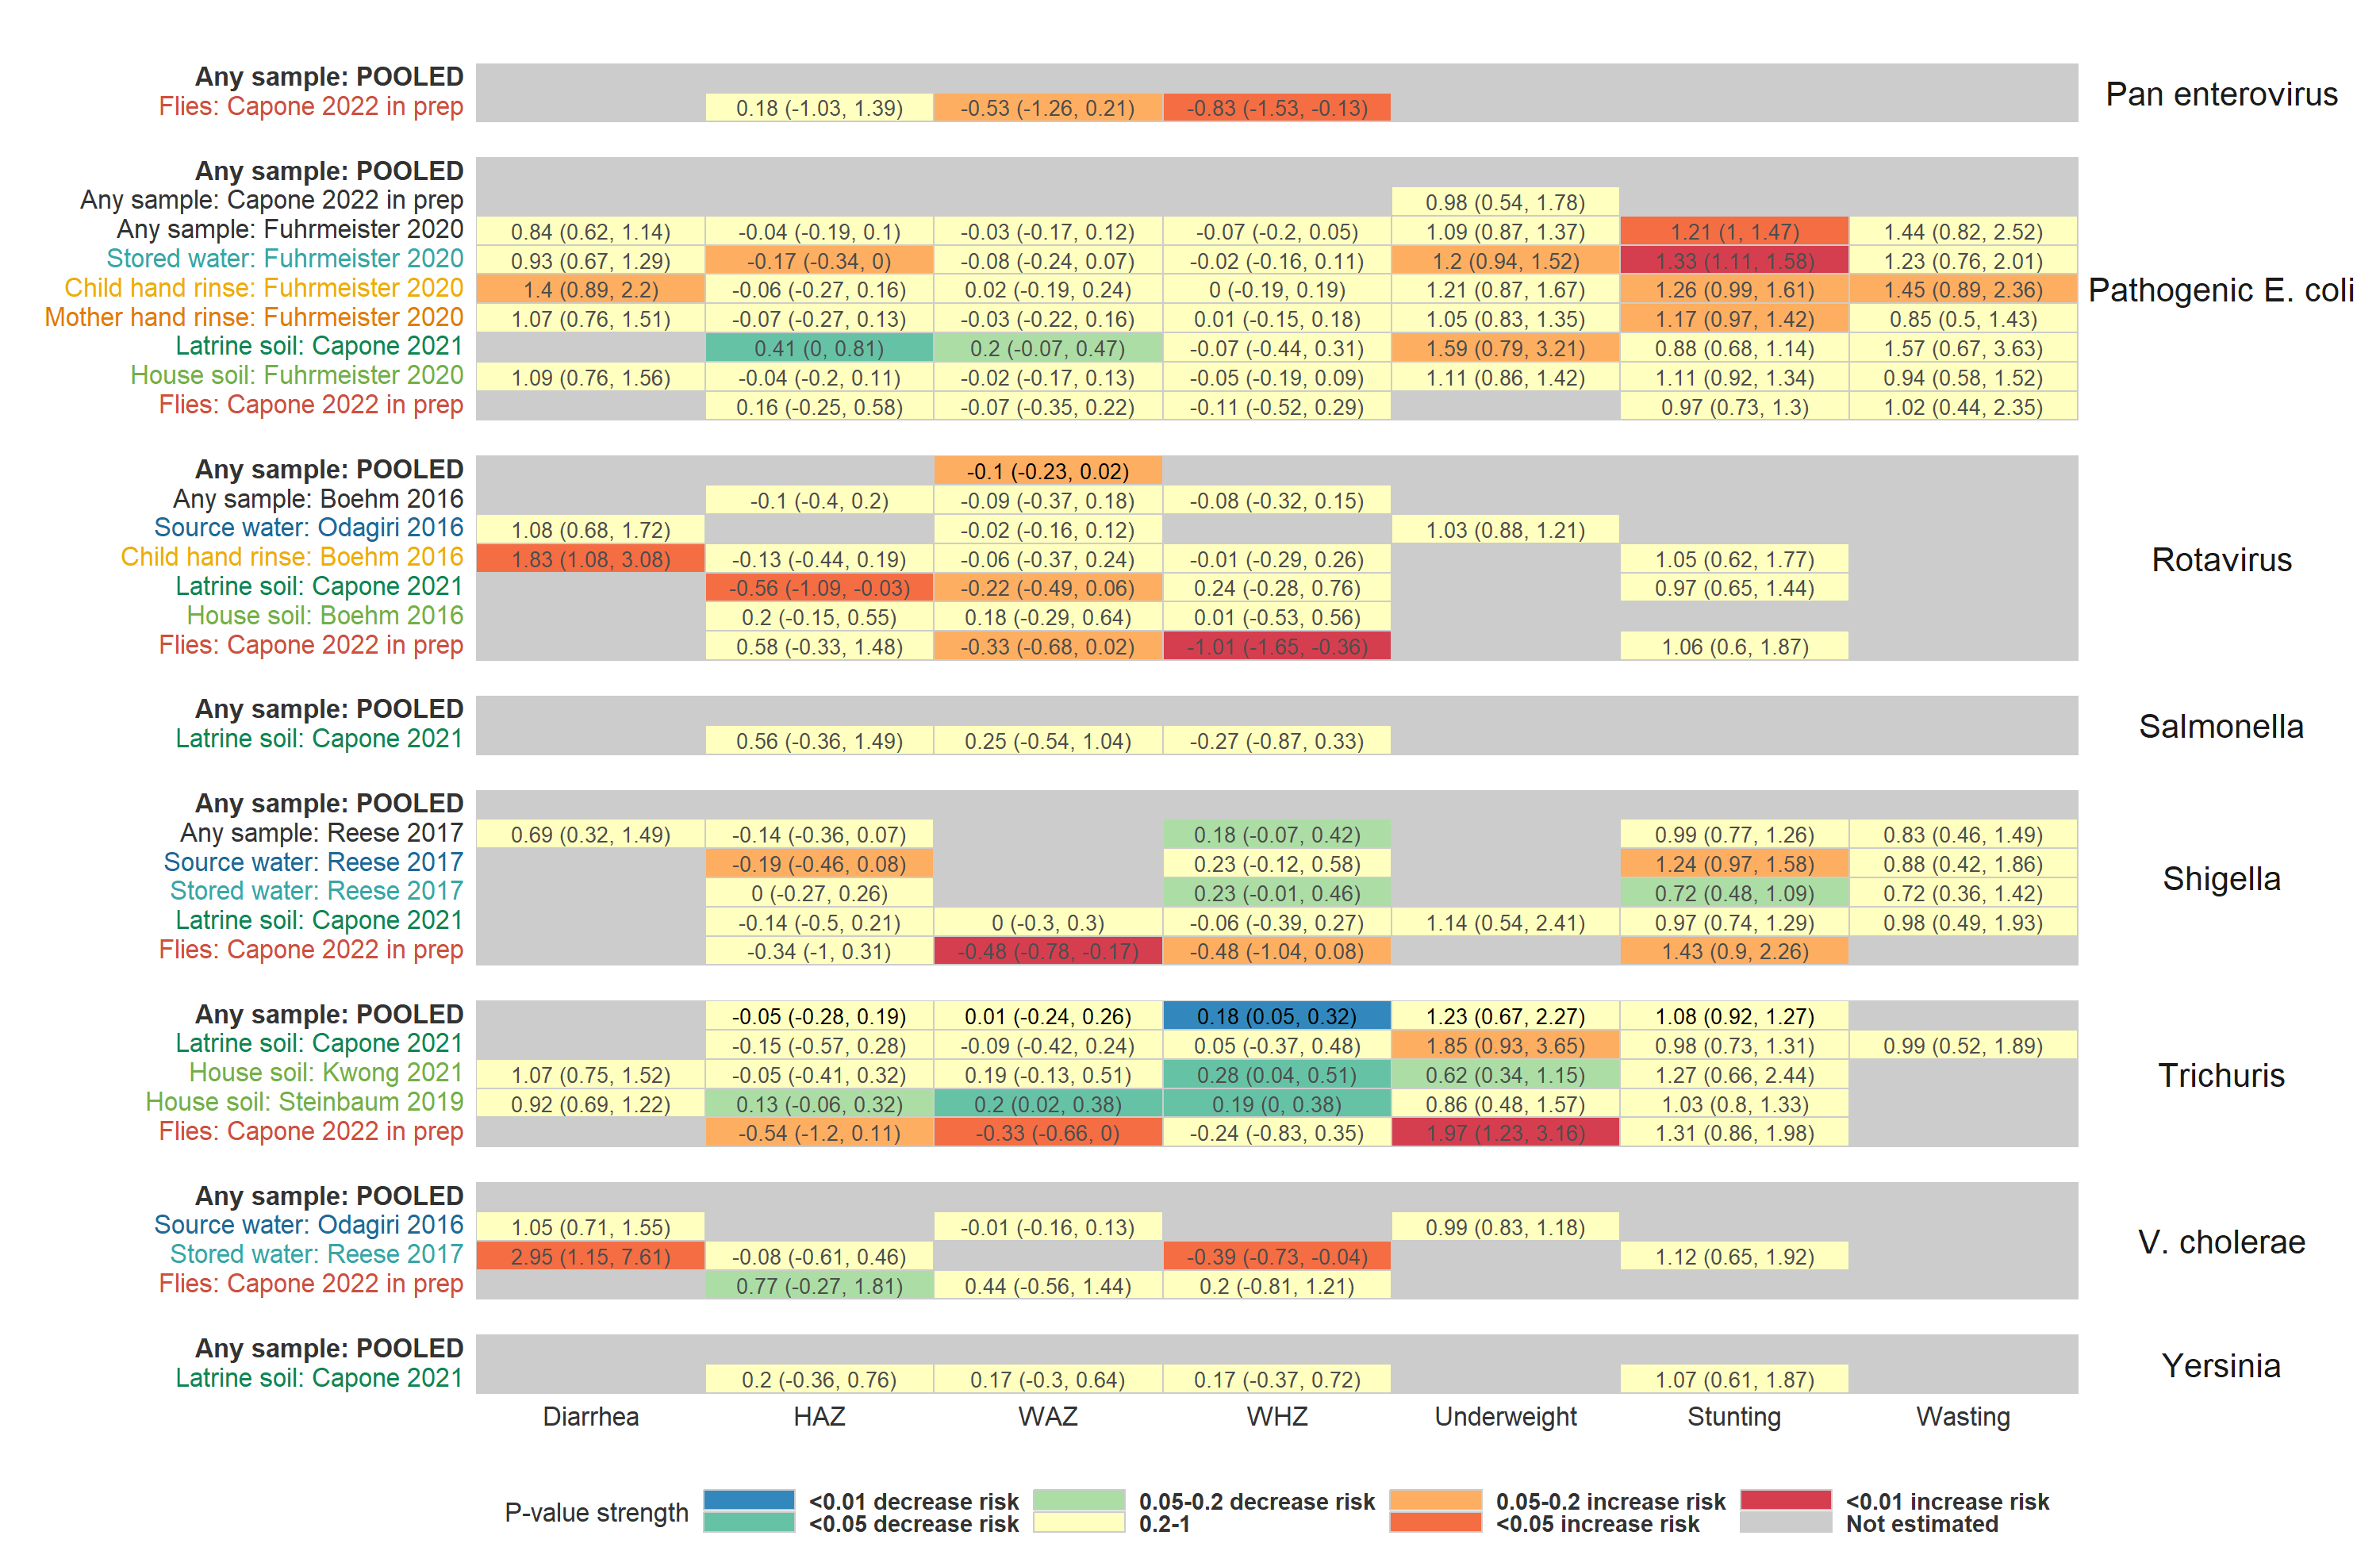 Any sample: POOLED
Flies: Capone 2022 in prep 0.18 (-1.03, 1.39) -0.53 (-1.26, 0.21) -0.83 (-1.53, -0.13)
Pan enterovirus
Any sample: POOLED
Any sample: Capone 2022 in prep 0.98 (0.54, 1.78)
Any sample: Fuhrmeister 2020 0.84 (0.62, 1.14) -0.04 (-0.19, 0.1) -0.03 (-0.17, 0.12) -0.07 (-0.2, 0.05) 1.09 (0.87, 1.37) 1.21 (1, 1.47) 1.44 (0.82, 2.52)
Stored water: Fuhrmeister 2020 0.93 (0.67, 1.29) -0.17 (-0.34, 0) -0.08 (-0.24, 0.07) -0.02 (-0.16, 0.11) 1.2 (0.94, 1.52) 1.33 (1.11, 1.58) 1.23 (0.76, 2.01)
Child hand rinse: Fuhrmeister 2020 1.4 (0.89, 2.2) -0.06 (-0.27, 0.16) 0.02 (-0.19, 0.24) 0 (-0.19, 0.19) 1.21 (0.87, 1.67) 1.26 (0.99, 1.61) 1.45 (0.89, 2.36)
Pathogenic E. coli
Mother hand rinse: Fuhrmeister 2020 1.07 (0.76, 1.51) -0.07 (-0.27, 0.13) -0.03 (-0.22, 0.16) 0.01 (-0.15, 0.18) 1.05 (0.83, 1.35) 1.17 (0.97, 1.42) 0.85 (0.5, 1.43)
Latrine soil: Capone 2021 0.41 (0, 0.81) 0.2 (-0.07, 0.47) -0.07 (-0.44, 0.31) 1.59 (0.79, 3.21) 0.88 (0.68, 1.14) 1.57 (0.67, 3.63)
House soil: Fuhrmeister 2020 1.09 (0.76, 1.56) -0.04 (-0.2, 0.11) -0.02 (-0.17, 0.13) -0.05 (-0.19, 0.09) 1.11 (0.86, 1.42) 1.11 (0.92, 1.34) 0.94 (0.58, 1.52)
Flies: Capone 2022 in prep 0.16 (-0.25, 0.58) -0.07 (-0.35, 0.22) -0.11 (-0.52, 0.29) 0.97 (0.73, 1.3) 1.02 (0.44, 2.35)
Any sample: POOLED -0.1 (-0.23, 0.02)
Any sample: Boehm 2016 -0.1 (-0.4, 0.2) -0.09 (-0.37, 0.18) -0.08 (-0.32, 0.15)
Source water: Odagiri 2016 1.08 (0.68, 1.72) -0.02 (-0.16, 0.12) 1.03 (0.88, 1.21)
Child hand rinse: Boehm 2016 1.83 (1.08, 3.08) -0.13 (-0.44, 0.19) -0.06 (-0.37, 0.24) -0.01 (-0.29, 0.26) 1.05 (0.62, 1.77)
Rotavirus
Latrine soil: Capone 2021 -0.56 (-1.09, -0.03) -0.22 (-0.49, 0.06) 0.24 (-0.28, 0.76) 0.97 (0.65, 1.44)
House soil: Boehm 2016 0.2 (-0.15, 0.55) 0.18 (-0.29, 0.64) 0.01 (-0.53, 0.56)
Flies: Capone 2022 in prep 0.58 (-0.33, 1.48) -0.33 (-0.68, 0.02) -1.01 (-1.65, -0.36) 1.06 (0.6, 1.87)
Any sample: POOLED
Salmonella
Latrine soil: Capone 2021 0.56 (-0.36, 1.49) 0.25 (-0.54, 1.04) -0.27 (-0.87, 0.33)
Any sample: POOLED
Any sample: Reese 2017 0.69 (0.32, 1.49) -0.14 (-0.36, 0.07) 0.18 (-0.07, 0.42) 0.99 (0.77, 1.26) 0.83 (0.46, 1.49)
Source water: Reese 2017 -0.19 (-0.46, 0.08) 0.23 (-0.12, 0.58) 1.24 (0.97, 1.58) 0.88 (0.42, 1.86)
Shigella
Stored water: Reese 2017 0 (-0.27, 0.26) 0.23 (-0.01, 0.46) 0.72 (0.48, 1.09) 0.72 (0.36, 1.42)
Latrine soil: Capone 2021 -0.14 (-0.5, 0.21) 0 (-0.3, 0.3) -0.06 (-0.39, 0.27) 1.14 (0.54, 2.41) 0.97 (0.74, 1.29) 0.98 (0.49, 1.93)
Flies: Capone 2022 in prep -0.34 (-1, 0.31) -0.48 (-0.78, -0.17) -0.48 (-1.04, 0.08) 1.43 (0.9, 2.26)
Any sample: POOLED -0.05 (-0.28, 0.19) 0.01 (-0.24, 0.26) 0.18 (0.05, 0.32) 1.23 (0.67, 2.27) 1.08 (0.92, 1.27)
Latrine soil: Capone 2021 -0.15 (-0.57, 0.28) -0.09 (-0.42, 0.24) 0.05 (-0.37, 0.48) 1.85 (0.93, 3.65) 0.98 (0.73, 1.31) 0.99 (0.52, 1.89)
House soil: Kwong 2021 1.07 (0.75, 1.52) -0.05 (-0.41, 0.32) 0.19 (-0.13, 0.51) 0.28 (0.04, 0.51) 0.62 (0.34, 1.15) 1.27 (0.66, 2.44)
Trichuris
House soil: Steinbaum 2019 0.92 (0.69, 1.22) 0.13 (-0.06, 0.32) 0.2 (0.02, 0.38) 0.19 (0, 0.38) 0.86 (0.48, 1.57) 1.03 (0.8, 1.33)
Flies: Capone 2022 in prep -0.54 (-1.2, 0.11) -0.33 (-0.66, 0) -0.24 (-0.83, 0.35) 1.97 (1.23, 3.16) 1.31 (0.86, 1.98)
Any sample: POOLED
Source water: Odagiri 2016 1.05 (0.71, 1.55) -0.01 (-0.16, 0.13) 0.99 (0.83, 1.18)
V. cholerae
Stored water: Reese 2017 2.95 (1.15, 7.61) -0.08 (-0.61, 0.46) -0.39 (-0.73, -0.04) 1.12 (0.65, 1.92)
Flies: Capone 2022 in prep 0.77 (-0.27, 1.81) 0.44 (-0.56, 1.44) 0.2 (-0.81, 1.21)
Any sample: POOLED
Yersinia
Latrine soil: Capone 2021 0.2 (-0.36, 0.76) 0.17 (-0.3, 0.64) 0.17 (-0.37, 0.72) 1.07 (0.61, 1.87)
Diarrhea HAZ WAZ WHZ Underweight Stunting Wasting
P-value strength
<0.01 decrease risk 0.05-0.2 decrease risk 0.05-0.2 increase risk <0.01 increase risk
<0.05 decrease risk 0.2-1 <0.05 increase risk Not estimated